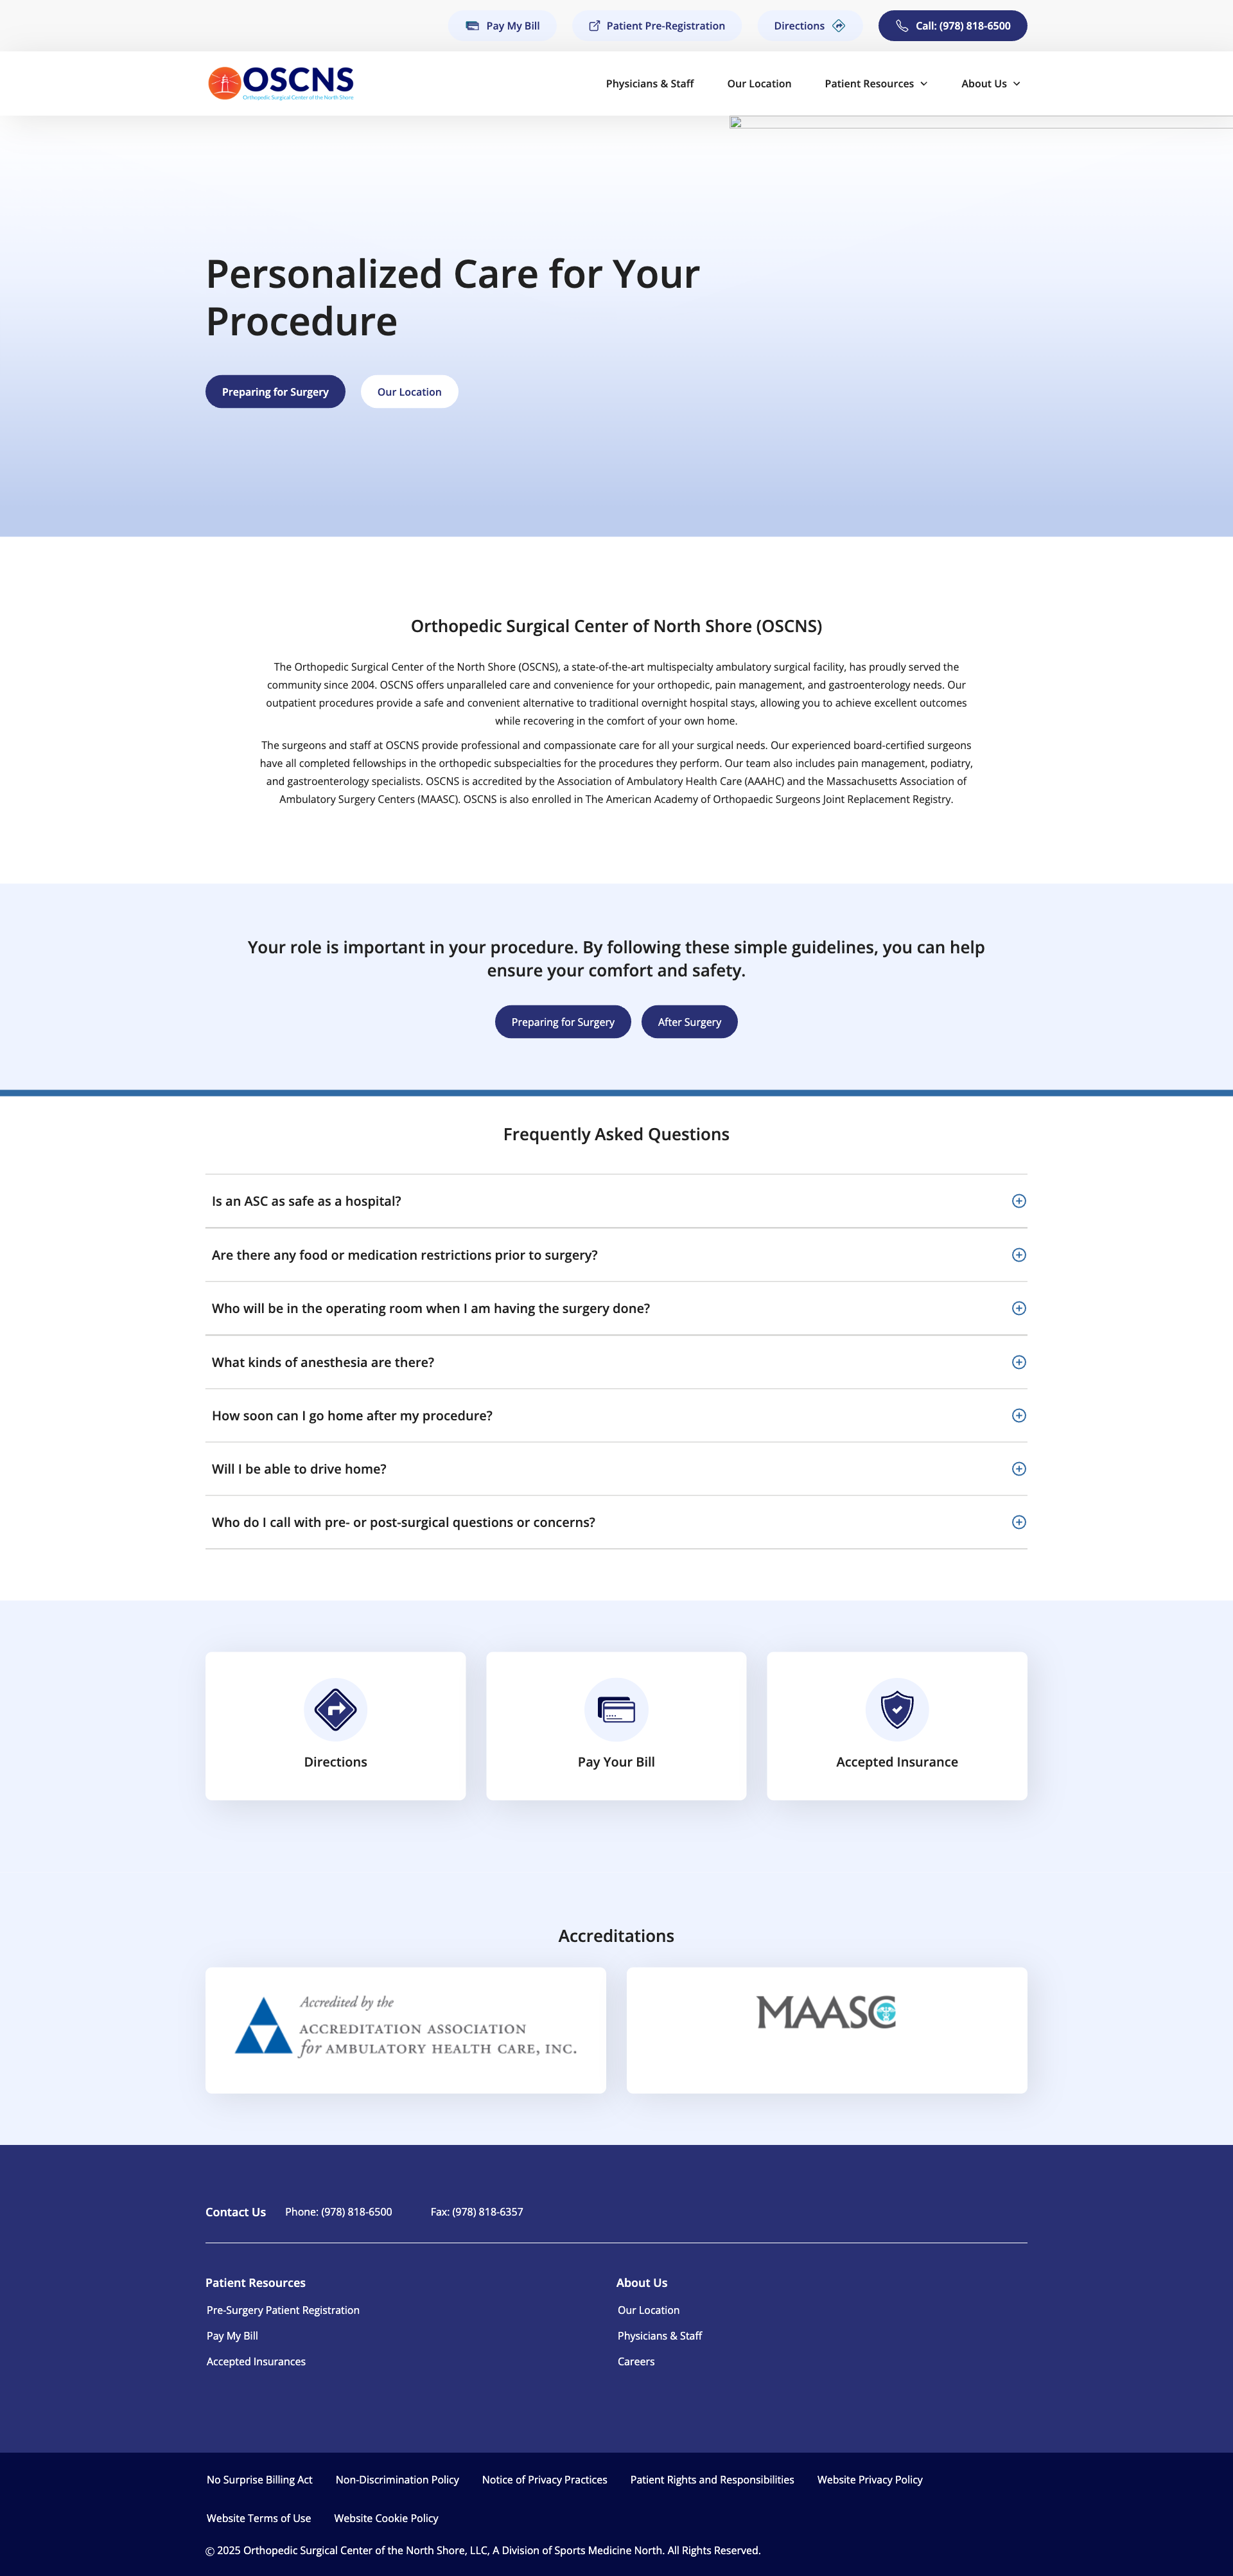 Pay My Bill
Patient Pre-Registration
Directions
Call: (978) 818-6500
OSCNS
Orthopedic Surgical Center of the North Shore
Physicians & Staff
Our Location
Patient Resources
About Us
Personalized Care for Your
Procedure
Preparing for Surgery
Our Location
Orthopedic Surgical Center of North Shore (OSCNS)
The Orthopedic Surgical Center of the North Shore (OSCNS), a state-of-the-art multispecialty ambulatory surgical facility, has proudly served the
community since 2004. OSCNS offers unparalleled care and convenience for your orthopedic, pain management, and gastroenterology needs. Our
outpatient procedures provide a safe and convenient alternative to traditional overnight hospital stays, allowing you to achieve excellent outcomes
while recovering in the comfort of your own home.
The surgeons and staff at OSCNS provide professional and compassionate care for all your surgical needs. Our experienced board-certified surgeons
have all completed fellowships in the orthopedic subspecialties for the procedures they perform. Our team also includes pain management, podiatry,
and gastroenterology specialists. OSCNS is accredited by the Association of Ambulatory Health Care (AAAHC) and the Massachusetts Association of
Ambulatory Surgery Centers (MAASC). OSCNS is also enrolled in The American Academy of Orthopaedic Surgeons Joint Replacement Registry.
Your role is important in your procedure. By following these simple guidelines, you can help
ensure your comfort and safety.
Preparing for Surgery
After Surgery
Frequently Asked Questions
Is an ASC as safe as a hospital?
Are there any food or medication restrictions prior to surgery?
Who will be in the operating room when I am having the surgery done?
What kinds of anesthesia are there?
How soon can I go home after my procedure?
Will I be able to drive home?
Who do I call with pre- or post-surgical questions or concerns?
Directions
Pay Your Bill
Accepted Insurance
Accreditations
Accredited by the
ACCREDITATION ASSOCIATION
for AMBULATORY HEALTH CARE, INC.
MAASC
Contact Us
Phone: (978) 818-6500
Fax: (978) 818-6357
Patient Resources
Pre-Surgery Patient Registration
Pay My Bill
Accepted Insurances
About Us
Our Location
Physicians & Staff
Careers
No Surprise Billing Act
Non-Discrimination Policy
Notice of Privacy Practices
Patient Rights and Responsibilities
Website Privacy Policy
Website Terms of Use
Website Cookie Policy
© 2025 Orthopedic Surgical Center of the North Shore, LLC, A Division of Sports Medicine North. All Rights Reserved.